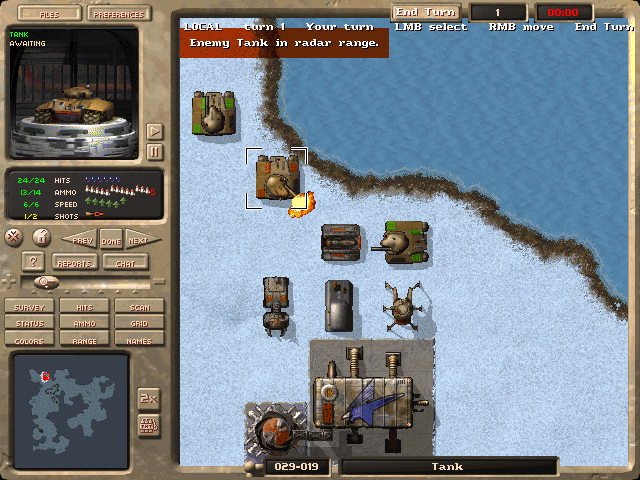 FILES PREFERENCES End Turn 1 00:00
LOCAL turn 1 Your turn LMB select RMB move End Turn
Enemy Tank in radar range.
TANK
AWAITING
24/24 HITS
13/14 AMMO
6/6 SPEED
1/2 SHOTS
PREV DONE NEXT
? REPORTS CHAT
SURVEY HITS SCAN
STATUS AMMO GRID
COLORS RANGE NAMES
2x
029-019 Tank